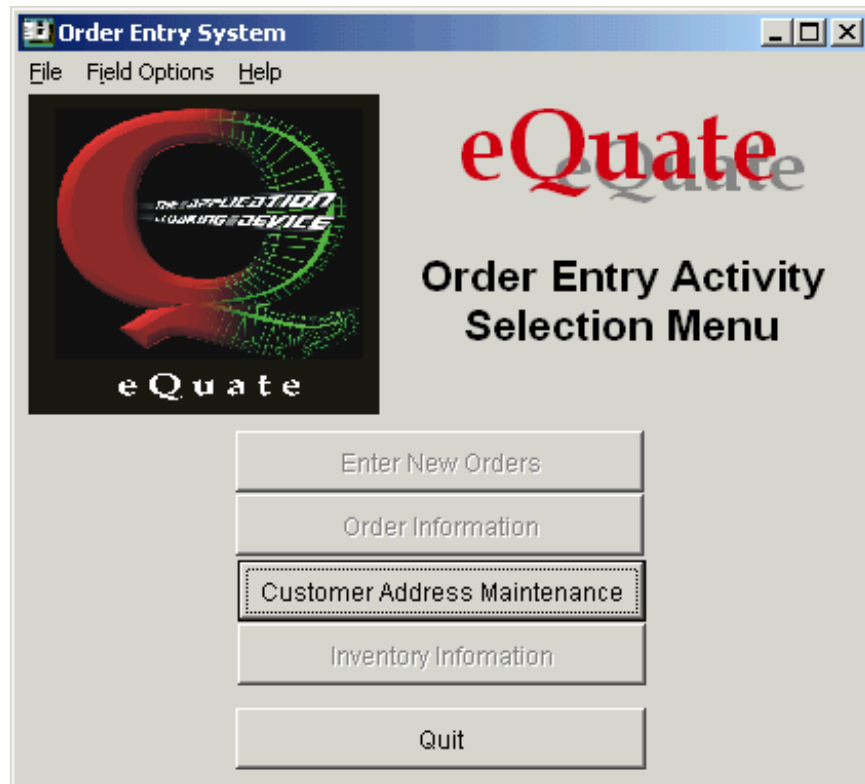 Order Entry System
File Field Options Help
THE APPLICATION
CLOAKING DEVICE
eQuate
eQuate
eQuate
Order Entry Activity
Selection Menu
Enter New Orders
Order Information
Customer Address Maintenance
Inventory Infomation
Quit